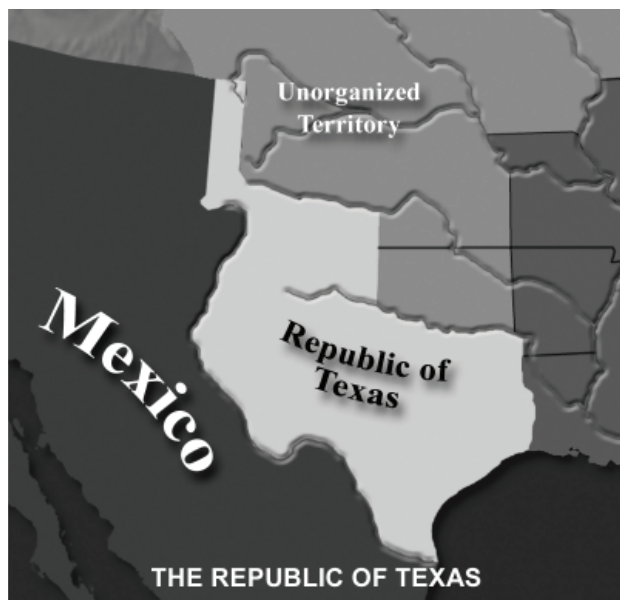 Unorganized
Territory
Mexico
Republic of
Texas
THE REPUBLIC OF TEXAS